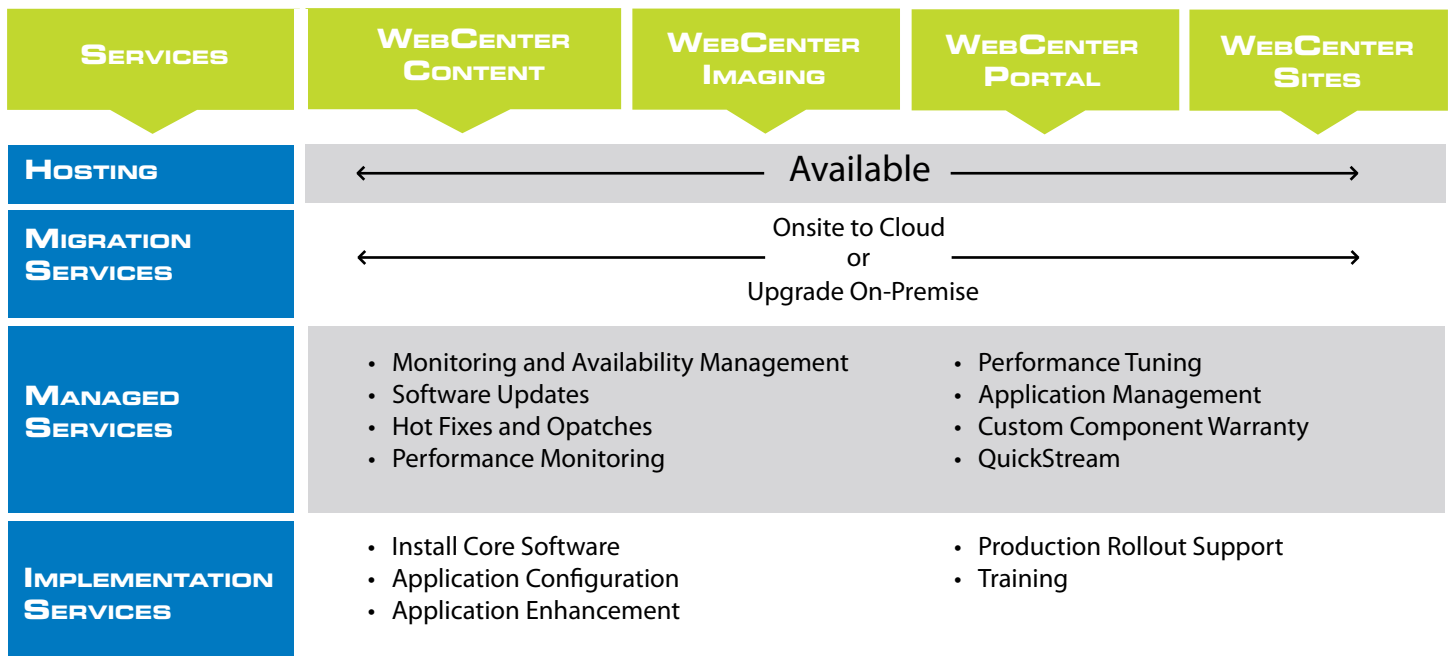 SERVICES
WEBCENTER
CONTENT
WEBCENTER
IMAGING
WEBCENTER
PORTAL
WEBCENTER
SITES
HOSTING
Available
MIGRATION
SERVICES
Onsite to Cloud
or
Upgrade On-Premise
MANAGED
SERVICES
• Monitoring and Availability Management
• Software Updates
• Hot Fixes and Opatches
• Performance Monitoring
• Performance Tuning
• Application Management
• Custom Component Warranty
• QuickStream
IMPLEMENTATION
SERVICES
• Install Core Software
• Application Configuration
• Application Enhancement
• Production Rollout Support
• Training